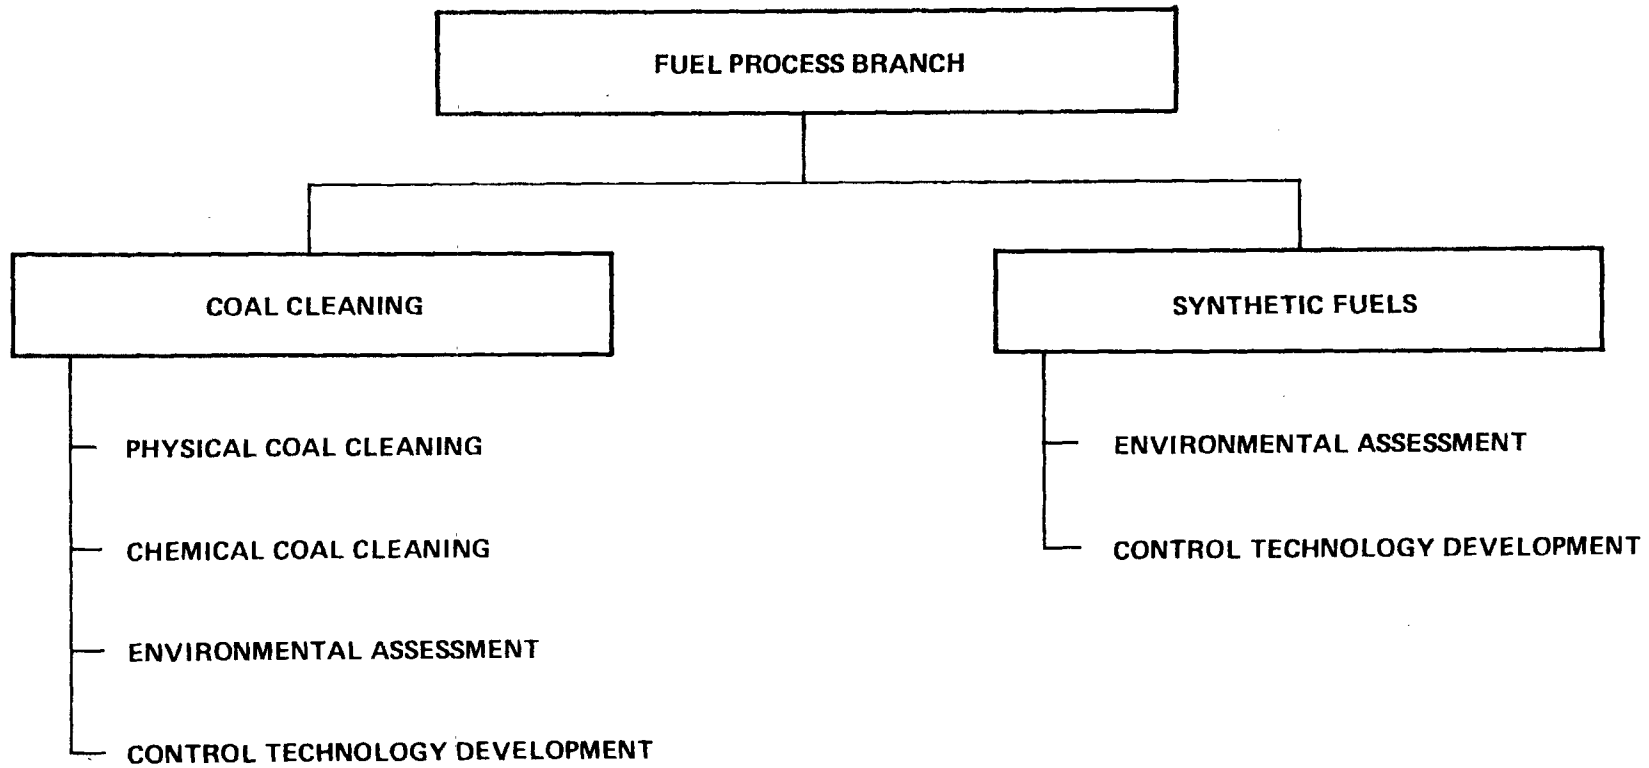 FUEL PROCESS BRANCH
COAL CLEANING
PHYSICAL COAL CLEANING
CHEMICAL COAL CLEANING
ENVIRONMENTAL ASSESSMENT
CONTROL TECHNOLOGY DEVELOPMENT
SYNTHETIC FUELS
ENVIRONMENTAL ASSESSMENT
CONTROL TECHNOLOGY DEVELOPMENT